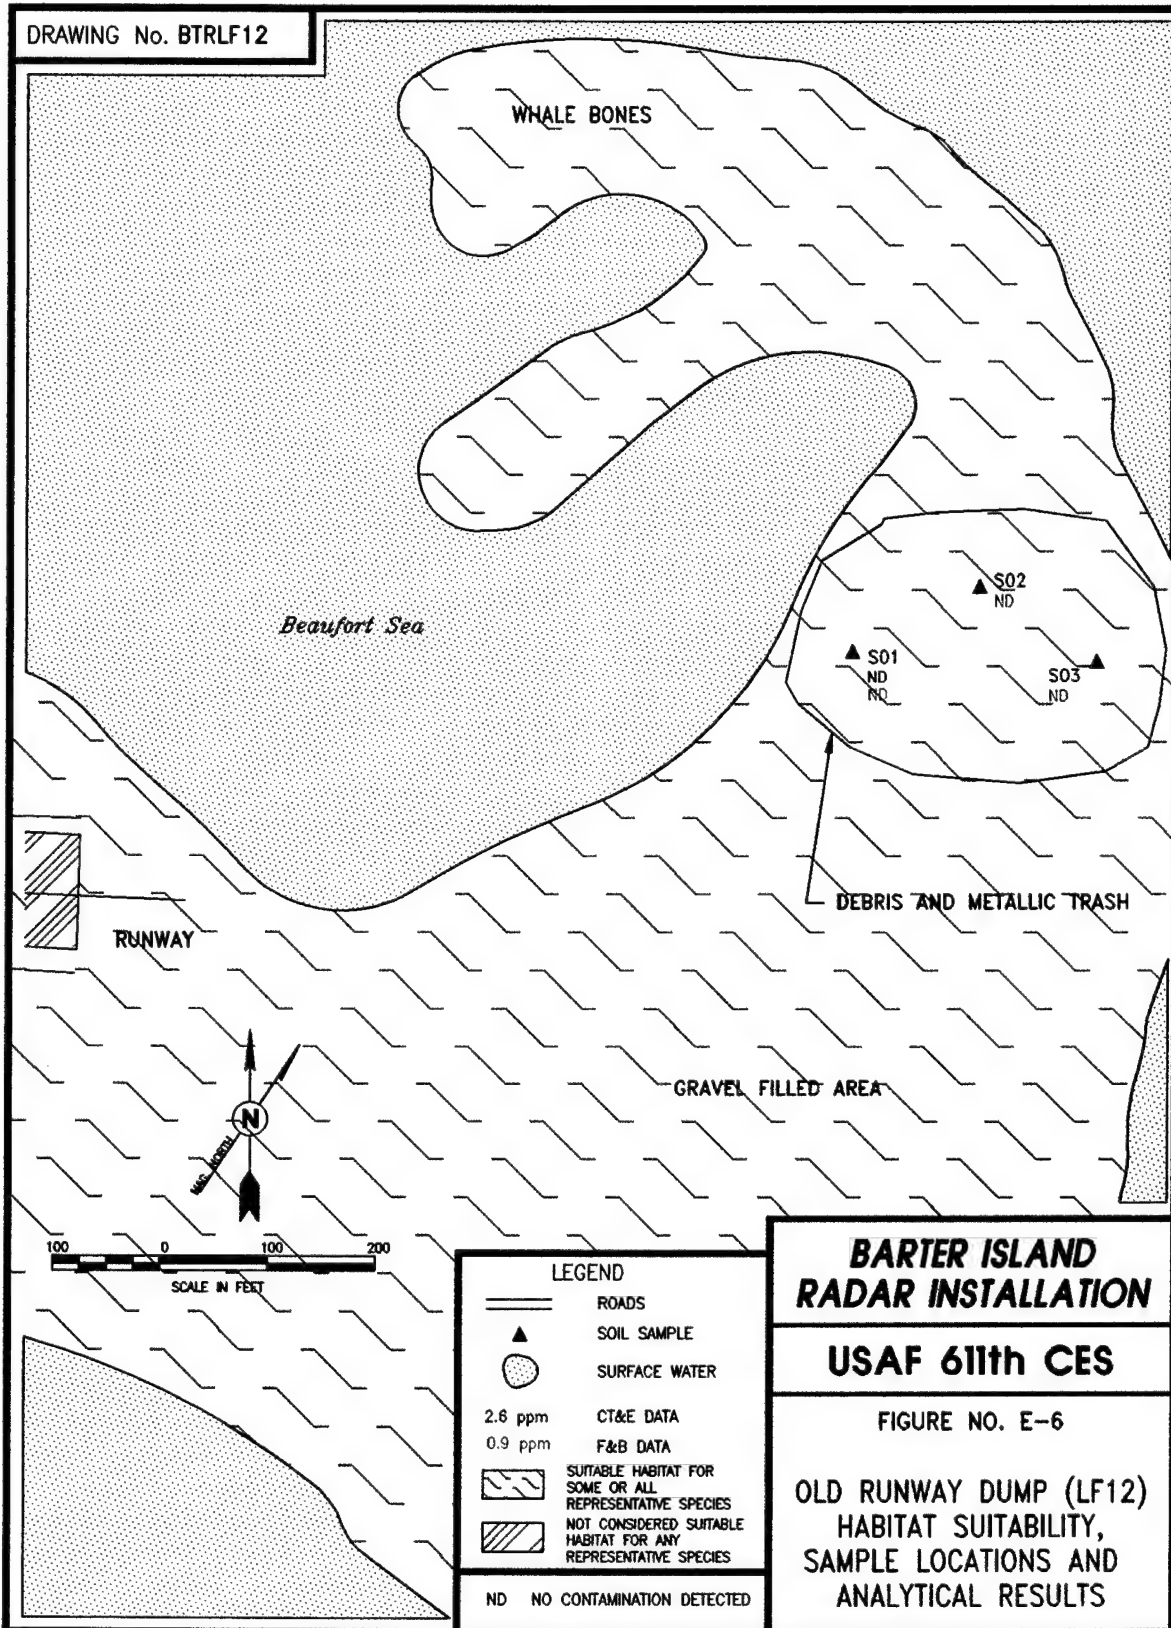 DRAWING No. BTRLF12
WHALE BONES
Beaufort Sea
S02
ND
S01
ND
ND
S03
ND
DEBRIS AND METALLIC TRASH
RUNWAY
GRAVEL FILLED AREA
N
MAG. NORTH
100 0 100 200
SCALE IN FEET
LEGEND
ROADS
SOIL SAMPLE
SURFACE WATER
2.6 ppm CT&E DATA
0.9 ppm F&B DATA
SUITABLE HABITAT FOR
SOME OR ALL
REPRESENTATIVE SPECIES
NOT CONSIDERED SUITABLE
HABITAT FOR ANY
REPRESENTATIVE SPECIES
ND NO CONTAMINATION DETECTED
BARTER ISLAND
RADAR INSTALLATION
USAF 611th CES
FIGURE NO. E-6
OLD RUNWAY DUMP (LF12)
HABITAT SUITABILITY,
SAMPLE LOCATIONS AND
ANALYTICAL RESULTS